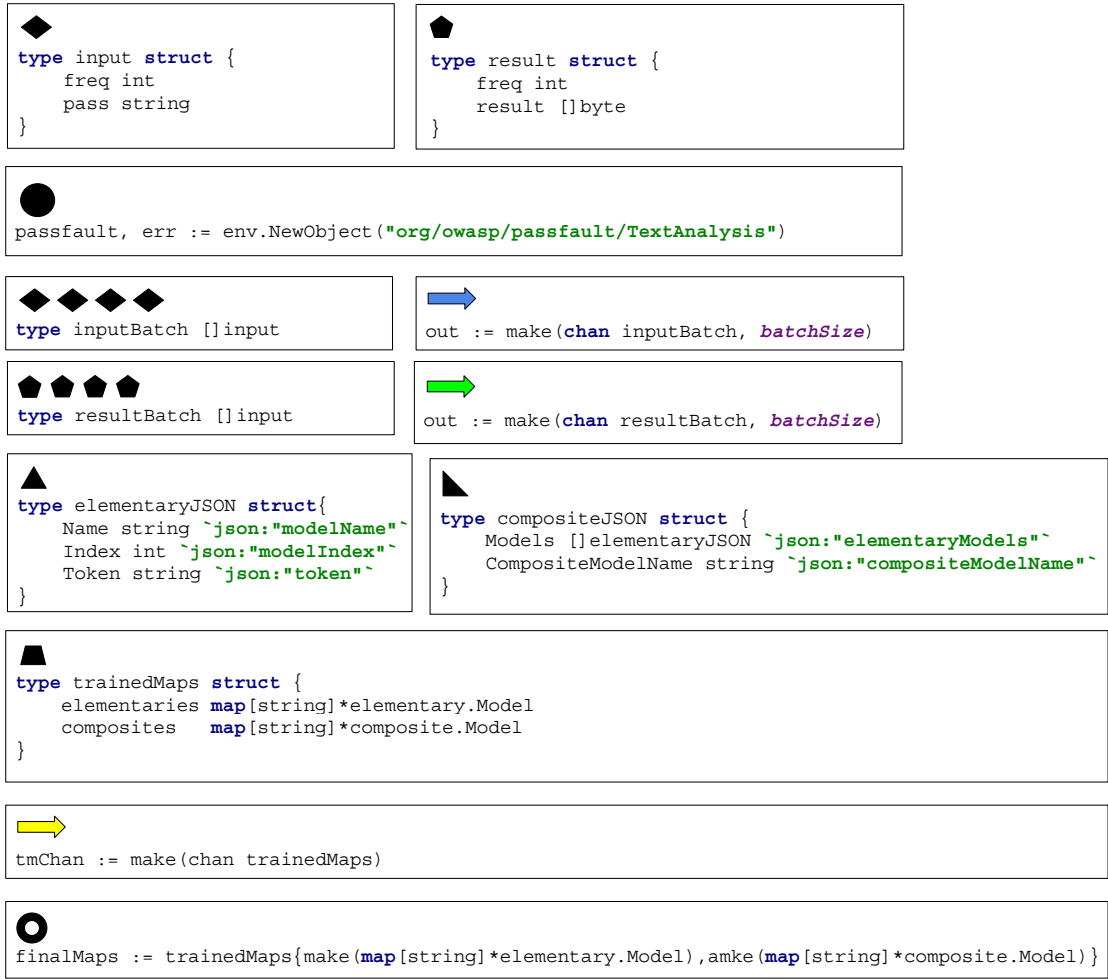 type input struct {
    freq int
    pass string
}
type result struct {
    freq int
    result []byte
}
passfault, err := env.NewObject("org/owasp/passfault/TextAnalysis")
type inputBatch []input
out := make(chan inputBatch, batchSize)
type resultBatch []input
out := make(chan resultBatch, batchSize)
type elementaryJSON struct{
    Name string `json:"modelName"`
    Index int `json:"modelIndex"`
    Token string `json:"token"`
}
type compositeJSON struct {
    Models []elementaryJSON `json:"elementaryModels"`
    CompositeModelName string `json:"compositeModelName"`
}
type trainedMaps struct {
    elementaries map[string]*elementary.Model
    composites   map[string]*composite.Model
}
tmChan := make(chan trainedMaps)
finalMaps := trainedMaps{make(map[string]*elementary.Model),amke(map[string]*composite.Model)}